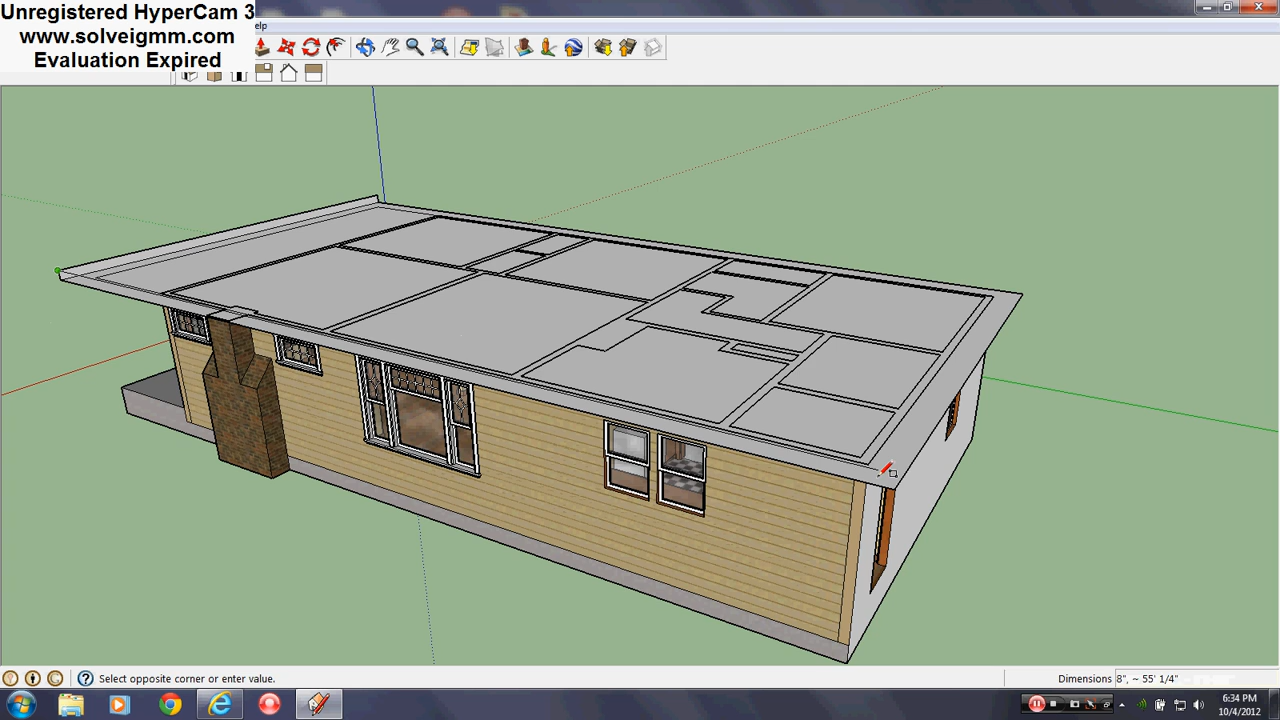 Unregistered HyperCam 3
www.solveigmm.com
Evaluation Expired
elp
Select opposite corner or enter value.
Dimensions
8", ~ 55' 1/4"
6:34 PM
10/4/2012